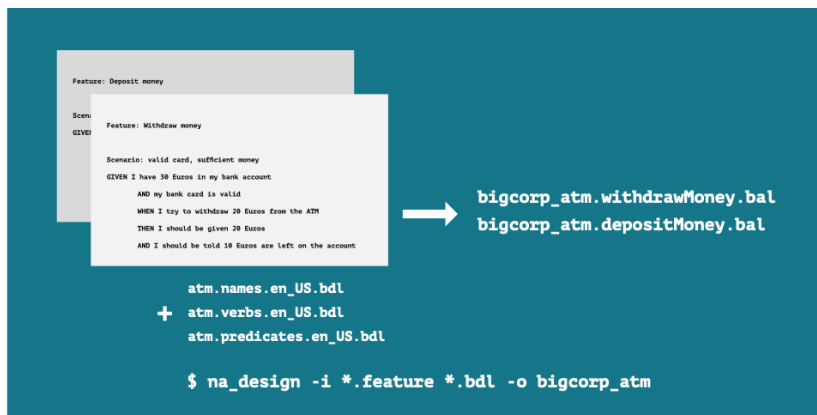 Feature: Deposit money
GIVEN
Feature: Withdraw money
Scenario: valid card, sufficient money
GIVEN I have 30 Euros in my bank account
AND my bank card is valid
WHEN I try to withdraw 20 Euros from the ATM
THEN I should be given 20 Euros
AND I should be told 10 Euros are left on the account
bigcorp_atm.withdrawMoney.bal
bigcorp_atm.depositMoney.bal
atm.names.en_US.bdl
+ atm.verbs.en_US.bdl
atm.predicates.en_US.bdl
$ na_design -i *.feature *.bdl -o bigcorp_atm